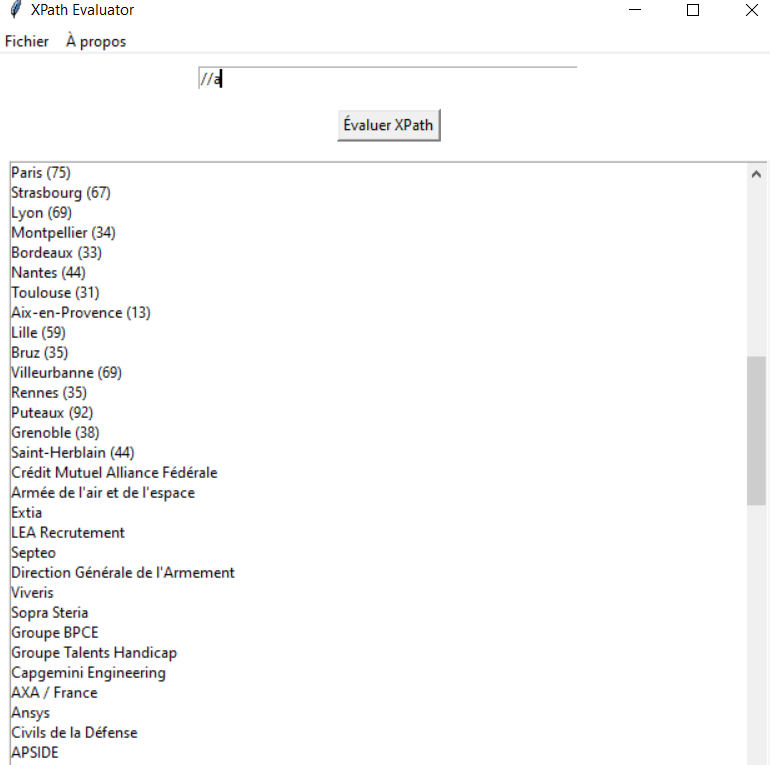 XPath Evaluator
Fichier À propos
//a
Évaluer XPath
Paris (75)
Strasbourg (67)
Lyon (69)
Montpellier (34)
Bordeaux (33)
Nantes (44)
Toulouse (31)
Aix-en-Provence (13)
Lille (59)
Bruz (35)
Villeurbanne (69)
Rennes (35)
Puteaux (92)
Grenoble (38)
Saint-Herblain (44)
Crédit Mutuel Alliance Fédérale
Armée de l'air et de l'espace
Extia
LEA Recrutement
Septeo
Direction Générale de l'Armement
Viveris
Sopra Steria
Groupe BPCE
Groupe Talents Handicap
Capgemini Engineering
AXA / France
Ansys
Civils de la Défense
APSIDE